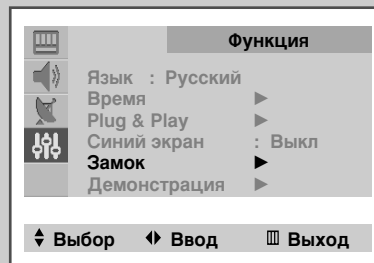 Функция
Язык : Русский
Время ►
Plug & Play ►
Синий экран : Выкл
Замок ►
Демонстрация ►
Выбор Ввод Выход